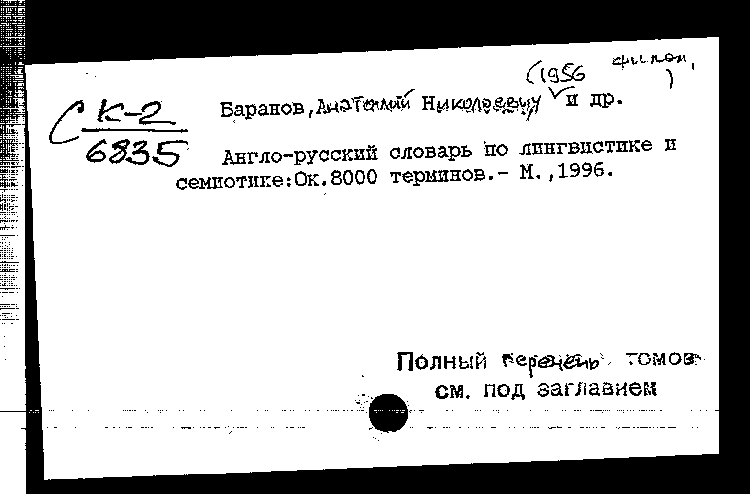 (1956 филол.)
С К-2 Баранов, Анатолий Николаевич и др.
6835 Англо-русский словарь по лингвистике и
семиотике:Ок.8000 терминов.- М.,1996.
Полный перечень томов
см. под заглавием